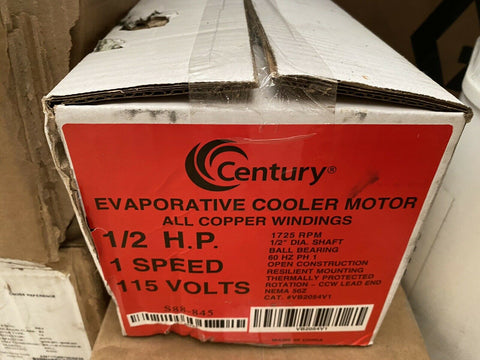 Century®
EVAPORATIVE COOLER MOTOR
ALL COPPER WINDINGS
1/2 H.P.
1 SPEED
115 VOLTS
1725 RPM
1/2" DIA. SHAFT
BALL BEARING
60 HZ PH 1
OPEN CONSTRUCTION
RESILIENT MOUNTING
THERMALLY PROTECTED
ROTATION - CCW LEAD END
NEMA 56Z
CAT. #VB2054V1
S88-845
VB2054V1